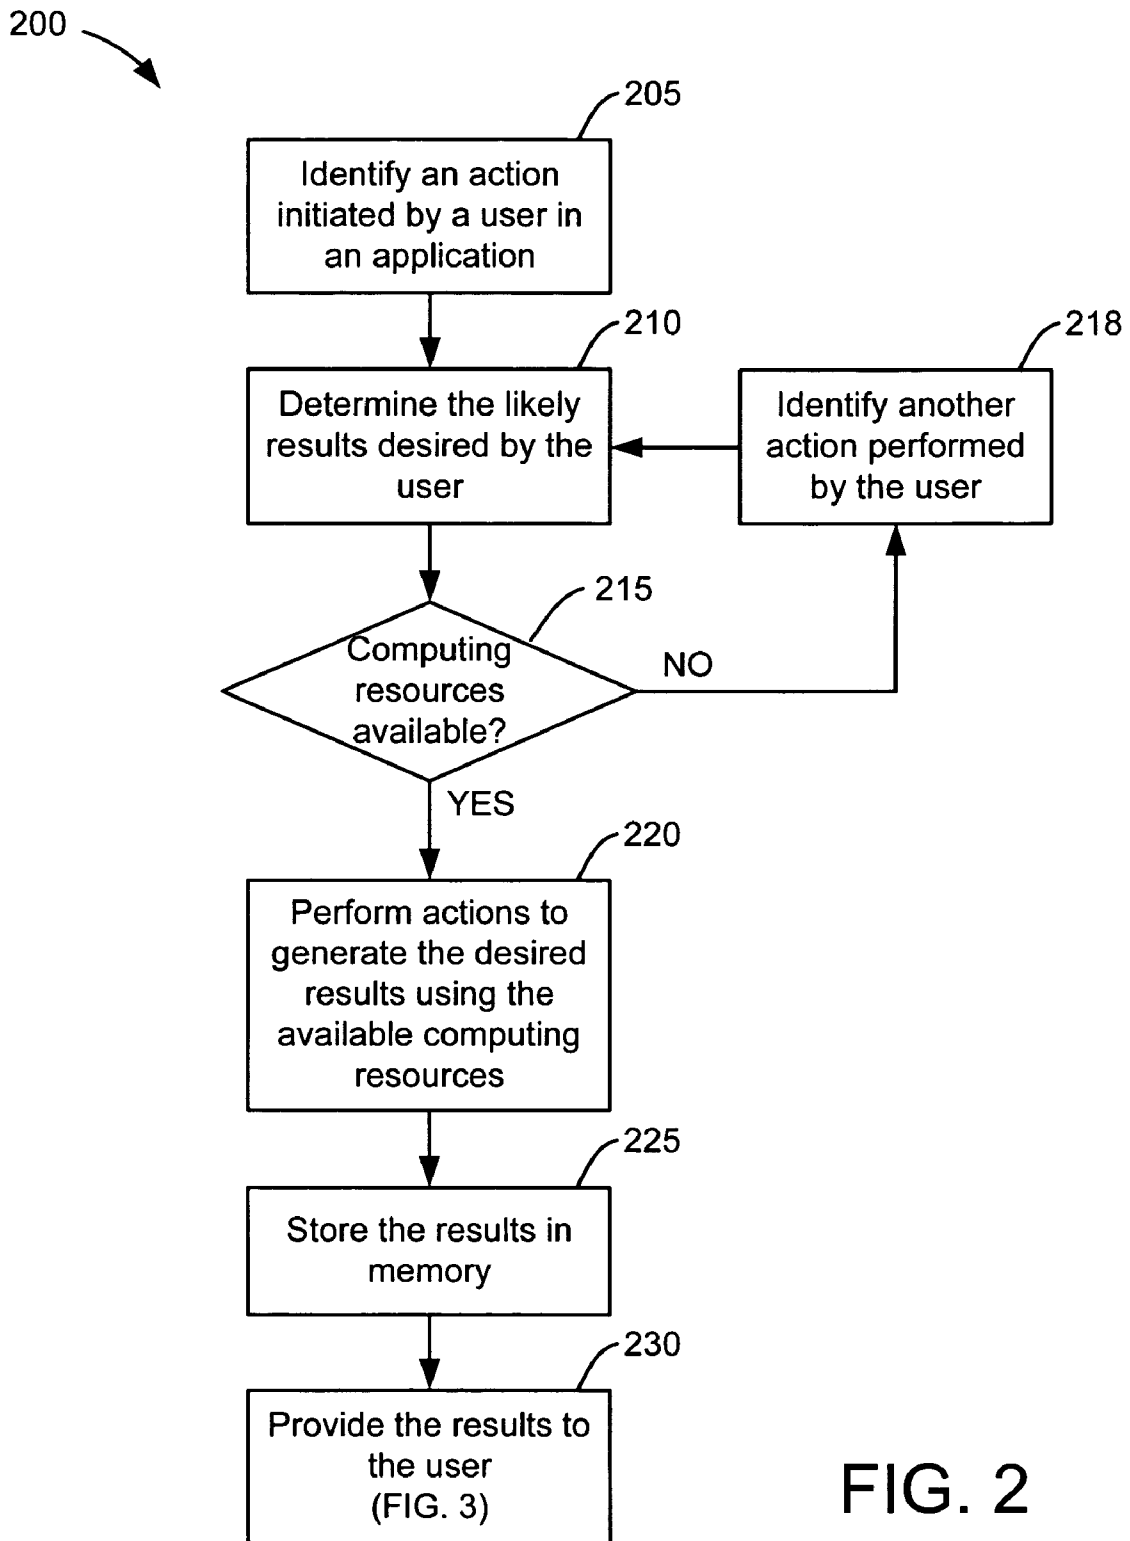 200
205
Identify an action
initiated by a user in
an application
210
218
Determine the likely
results desired by the
user
Identify another
action performed
by the user
215
Computing
resources
available?
NO
YES
220
Perform actions to
generate the desired
results using the
available computing
resources
225
Store the results in
memory
230
Provide the results to
the user
(FIG. 3)
FIG. 2